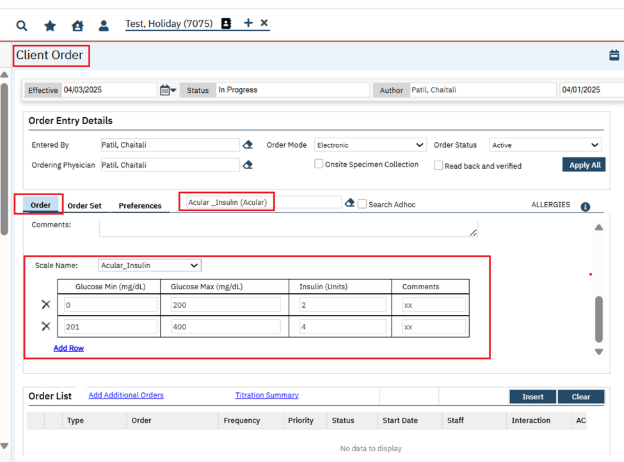 Test, Holiday (7075) + ×
Client Order
Effective 04/03/2025 Status In Progress Author Patil, Chaitali 04/01/2025
Order Entry Details
Entered By Patil, Chaitali Order Mode Electronic Order Status Active
Ordering Physician Patil, Chaitali Onsite Specimen Collection Read back and verified Apply All
Order Order Set Preferences Acular _Insulin (Acular) Search Adhoc ALLERGIES
Comments:
Scale Name: Acular_Insulin
Glucose Min (mg/dL) Glucose Max (mg/dL) Insulin (Units) Comments
0 200 2 xx
201 400 4 xx
Add Row
Order List Add Additional Orders Titration Summary Insert Clear
Type Order Frequency Priority Status Start Date Staff Interaction AC
No data to display